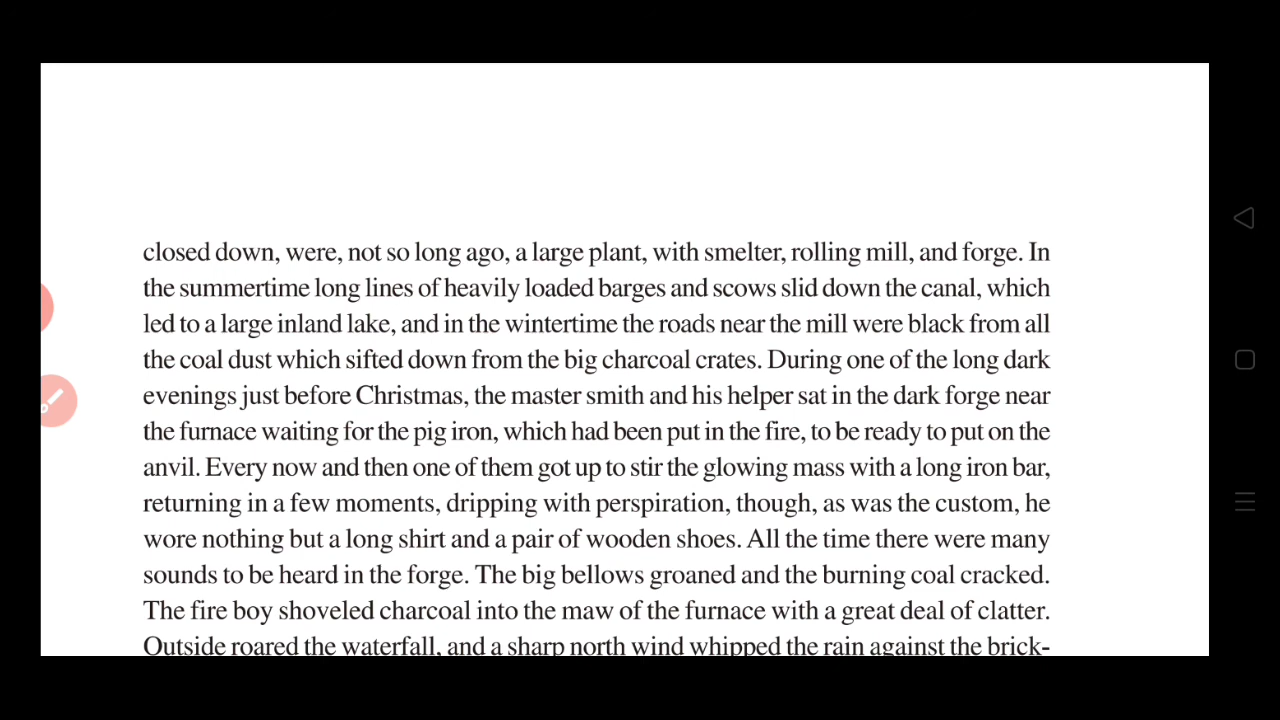 closed down, were, not so long ago, a large plant, with smelter, rolling mill, and forge. In
the summertime long lines of heavily loaded barges and scows slid down the canal, which
led to a large inland lake, and in the wintertime the roads near the mill were black from all
the coal dust which sifted down from the big charcoal crates. During one of the long dark
evenings just before Christmas, the master smith and his helper sat in the dark forge near
the furnace waiting for the pig iron, which had been put in the fire, to be ready to put on the
anvil. Every now and then one of them got up to stir the glowing mass with a long iron bar,
returning in a few moments, dripping with perspiration, though, as was the custom, he
wore nothing but a long shirt and a pair of wooden shoes. All the time there were many
sounds to be heard in the forge. The big bellows groaned and the burning coal cracked.
The fire boy shoveled charcoal into the maw of the furnace with a great deal of clatter.
Outside roared the waterfall, and a sharp north wind whipped the rain against the brick-